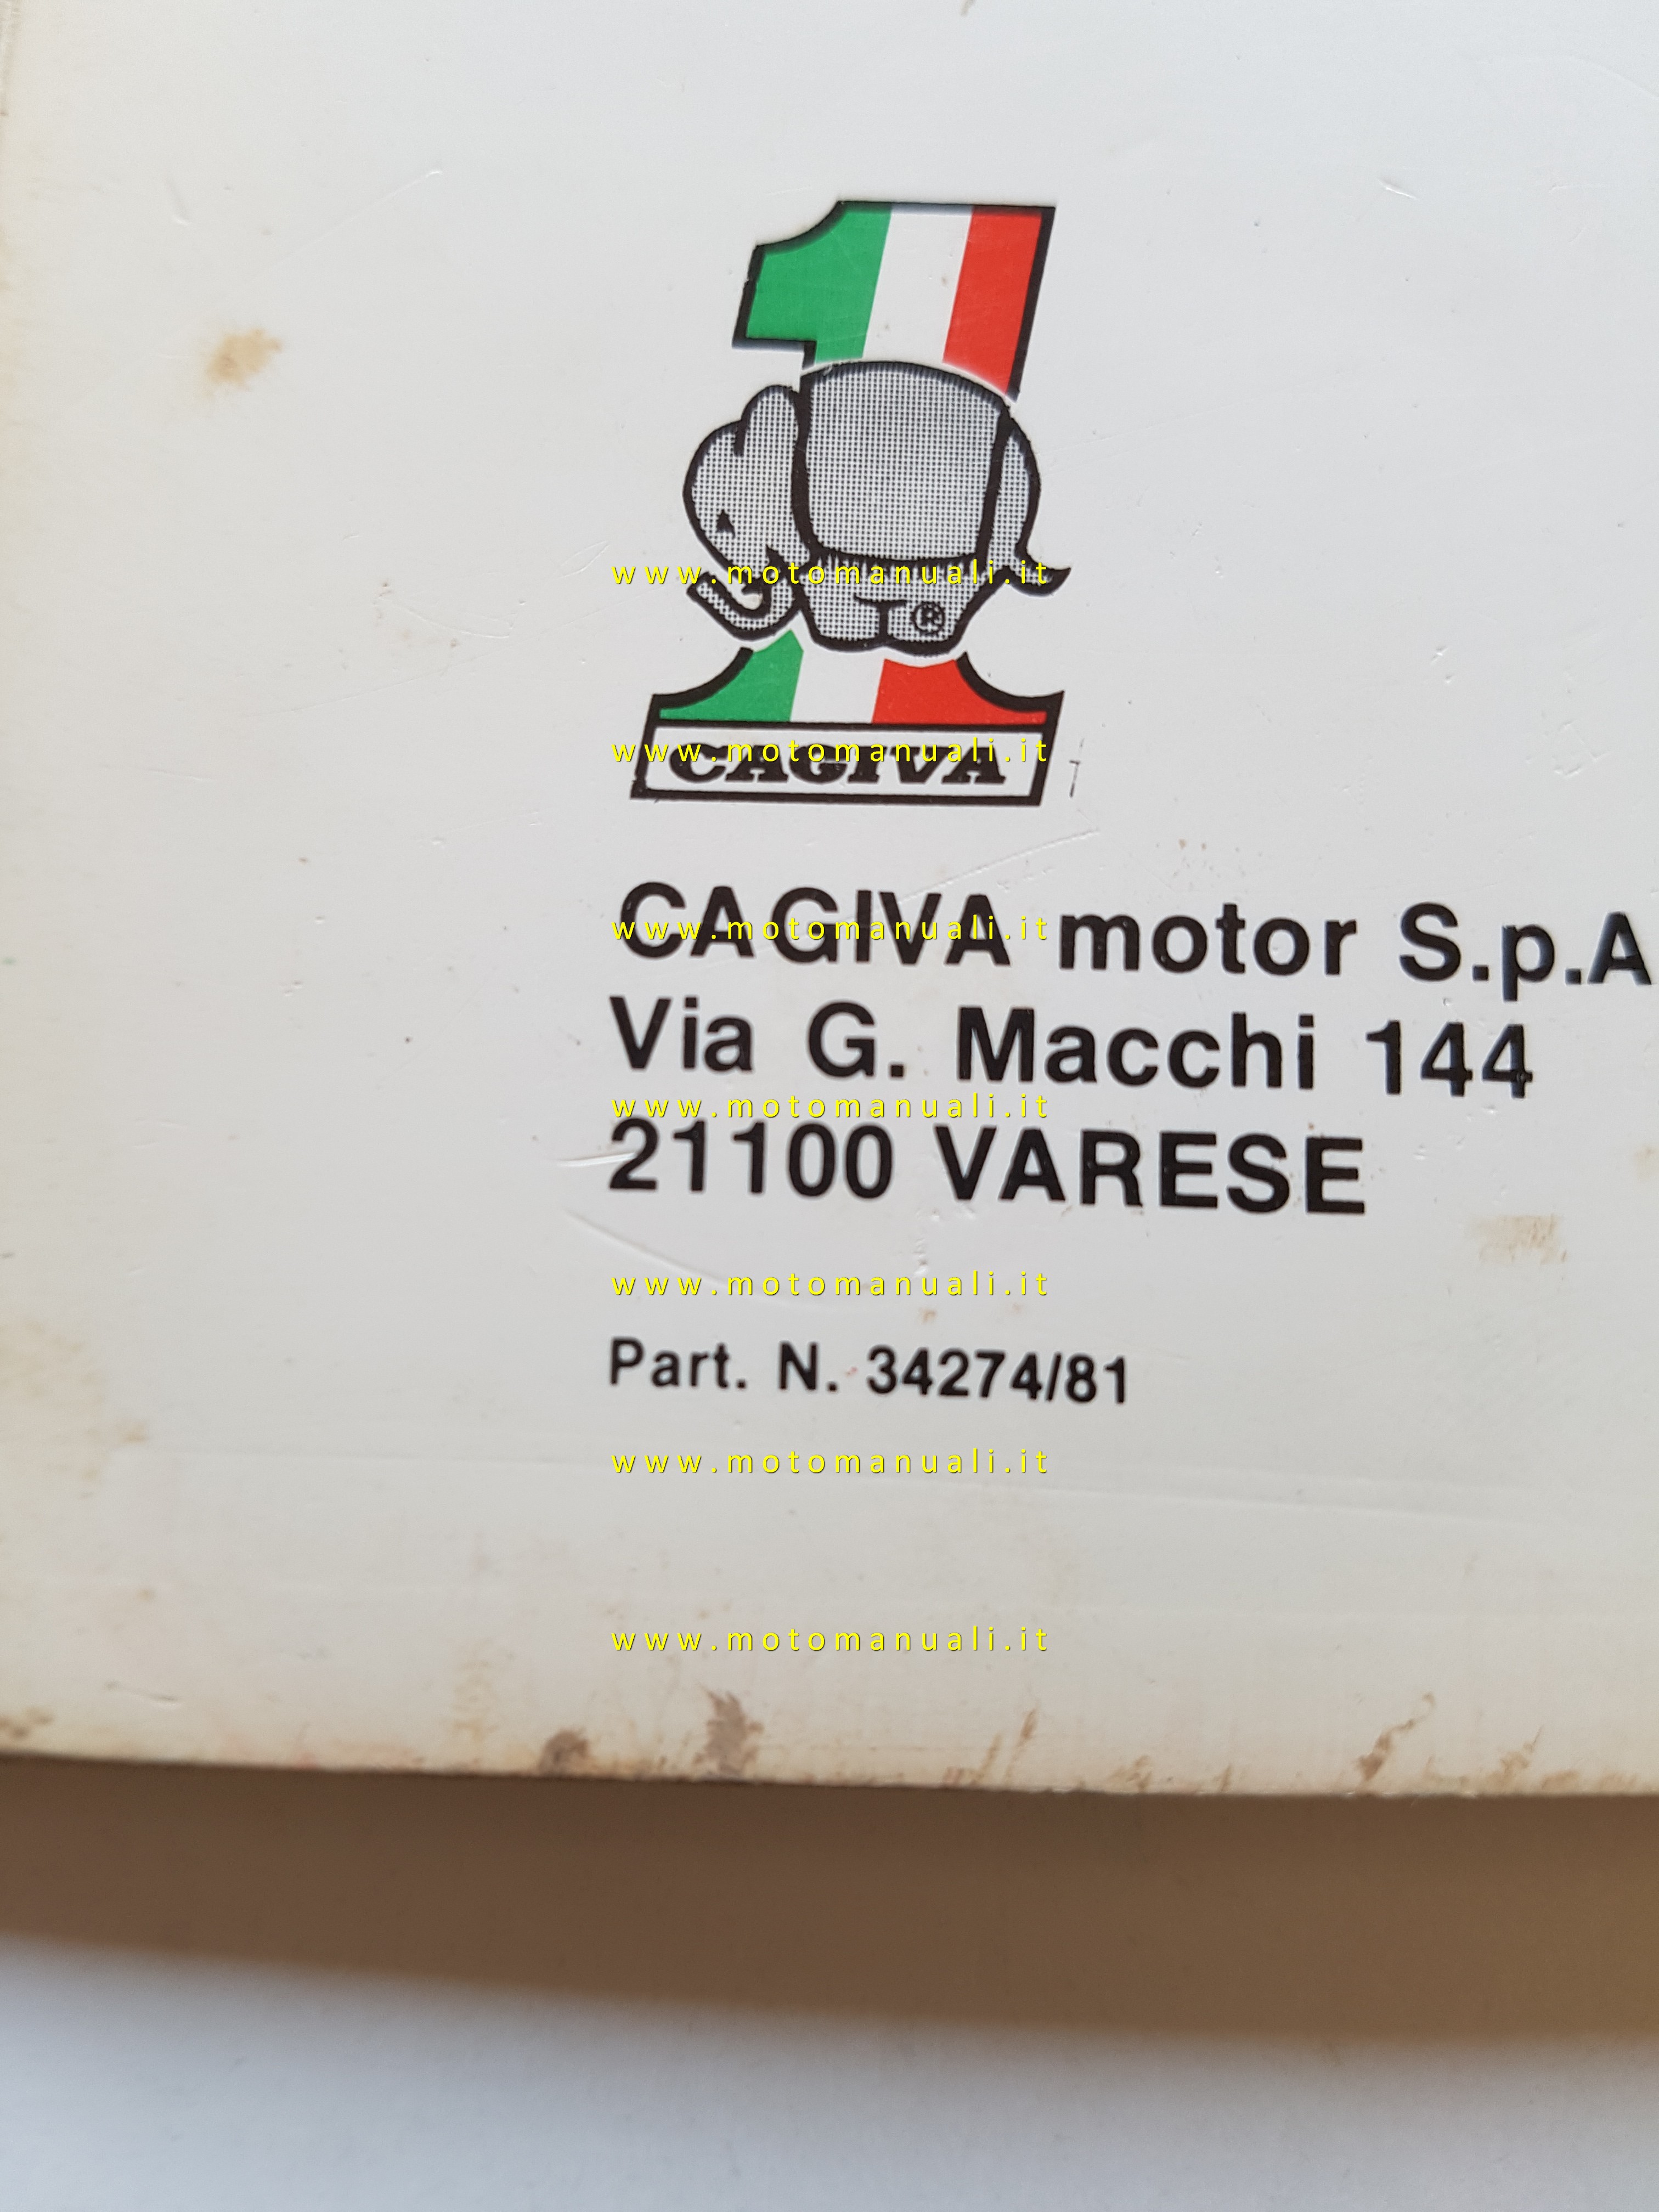 ®
www.motomanuali.it
CAGIVA
www.motomanuali.it
CAGIVA motor S.p.A
www.motomanuali.it
Via G. Macchi 144
www.motomanuali.it
21100 VARESE
www.motomanuali.it
Part. N. 34274/81
www.motomanuali.it
www.motomanuali.it